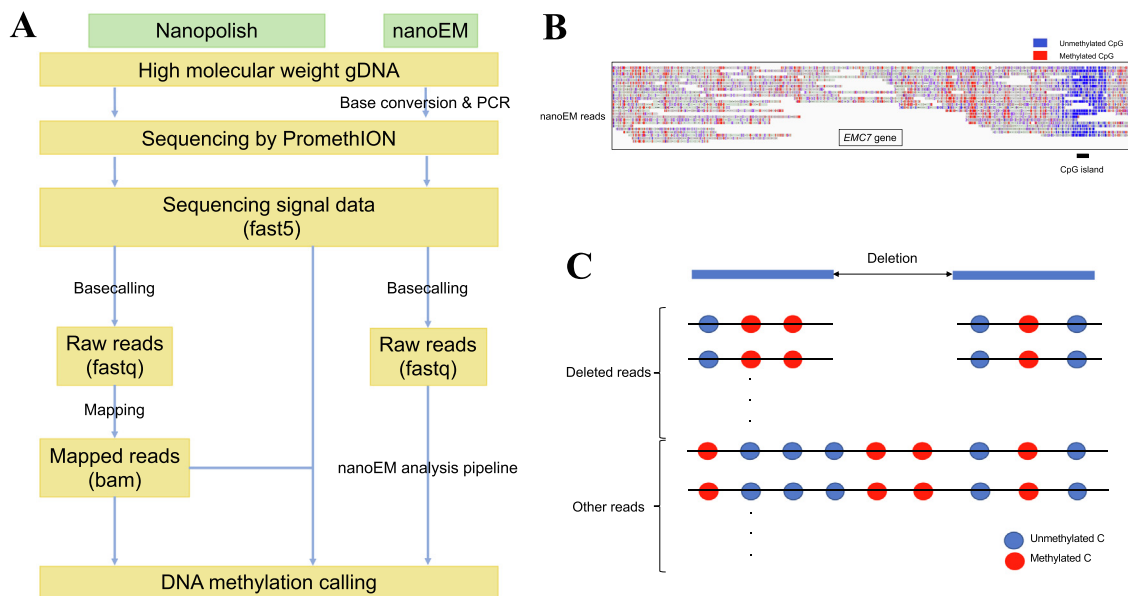 A
Nanopolish
nanoEM
High molecular weight gDNA
Base conversion & PCR
Sequencing by PromethION
Sequencing signal data
(fast5)
Basecalling
Basecalling
Raw reads
(fastq)
Raw reads
(fastq)
Mapping
Mapped reads
(bam)
nanoEM analysis pipeline
DNA methylation calling
B
Unmethylated CpG
Methylated CpG
nanoEM reads
EMC7 gene
CpG island
C
Deletion
Deleted reads
Other reads
Unmethylated C
Methylated C